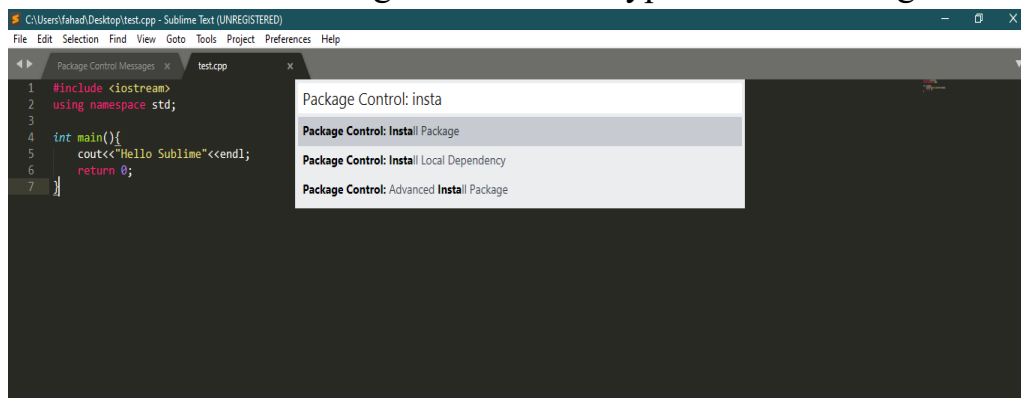 C:\Users\fahad\Desktop\test.cpp - Sublime Text (UNREGISTERED)
File Edit Selection Find View Goto Tools Project Preferences Help
Package Control Messages x test.cpp x
1 #include <iostream>
2 using namespace std;
3
4 int main(){
5 cout<<"Hello Sublime"<<endl;
6 return 0;
7 }
Package Control: insta
Package Control: Install Package
Package Control: Install Local Dependency
Package Control: Advanced Install Package